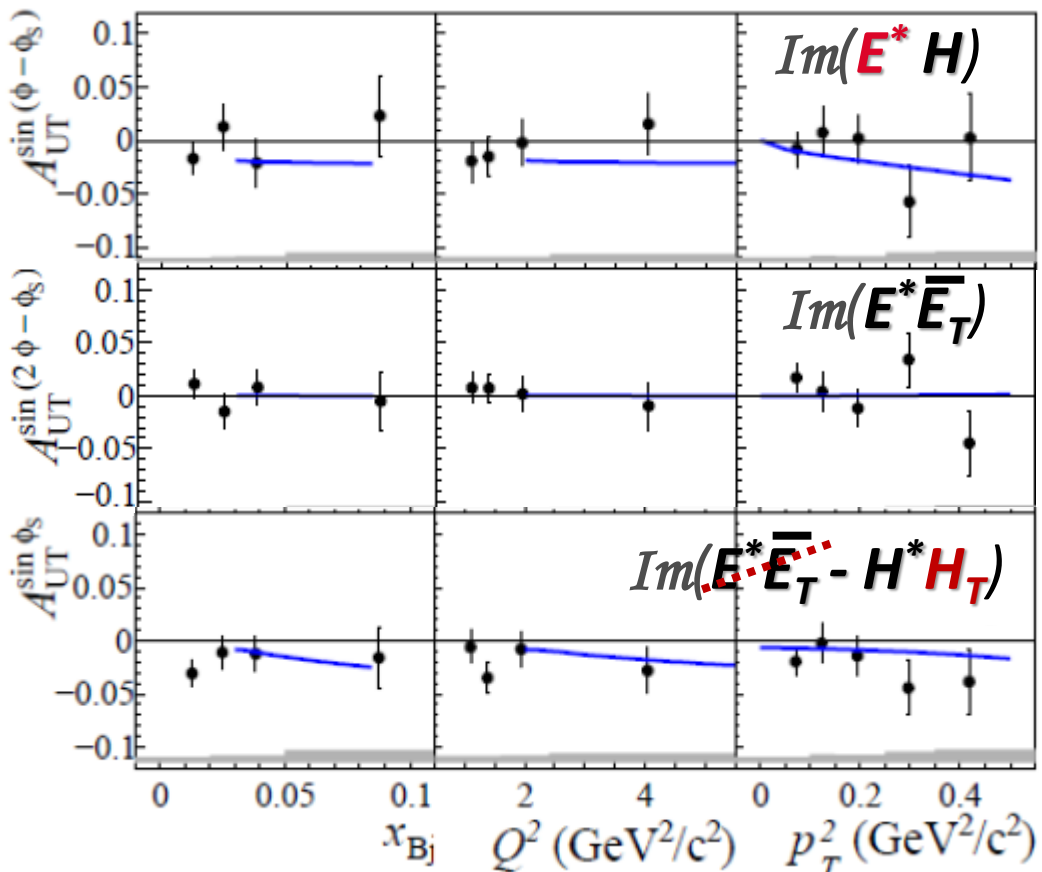 A_UT^sin (ϕ – ϕ_S)
0.1
0.05
0
−0.05
−0.1
Im(E* H)
A_UT^sin (2 ϕ – ϕ_S)
0.1
0.05
0
−0.05
−0.1
Im(E* Ē_T)
A_UT^sin ϕ_S
0.1
0.05
0
−0.05
−0.1
Im(E* Ē_T - H* H_T)
0 0.05 0.1
x_Bj
2 4
Q² (GeV²/c²)
0 0.2 0.4
p_T² (GeV²/c²)